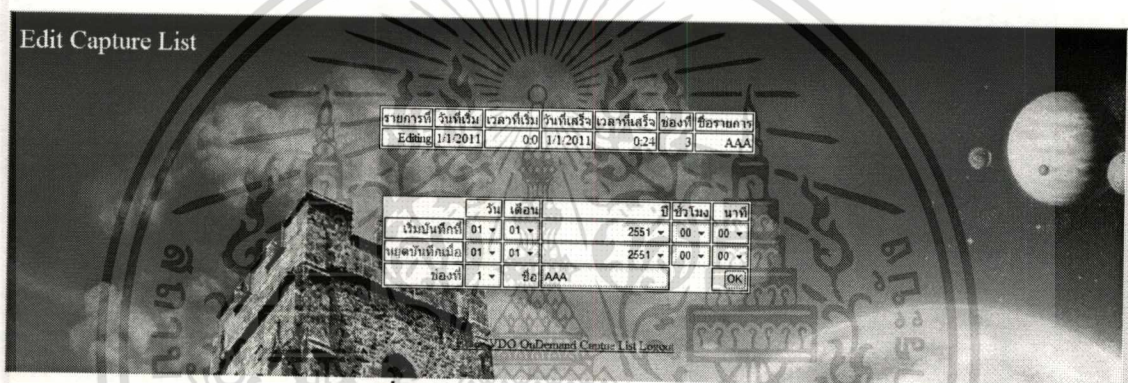 Edit Capture List
รายการที่ วันที่เริ่ม เวลาที่เริ่ม วันที่เสร็จ เวลาที่เสร็จ ช่องที่ ชื่อรายการ
Editing 1/1/2011 0:0 1/1/2011 0:24 3 AAA
วัน เดือน ปี ชั่วโมง นาที
เริ่มบันทึกที่ 01 01 2551 00 00
หยุดบันทึกเมื่อ 01 01 2551 00 00
ช่องที่ 1 ชื่อ AAA OK
VDO OnDemand Captur List Logout